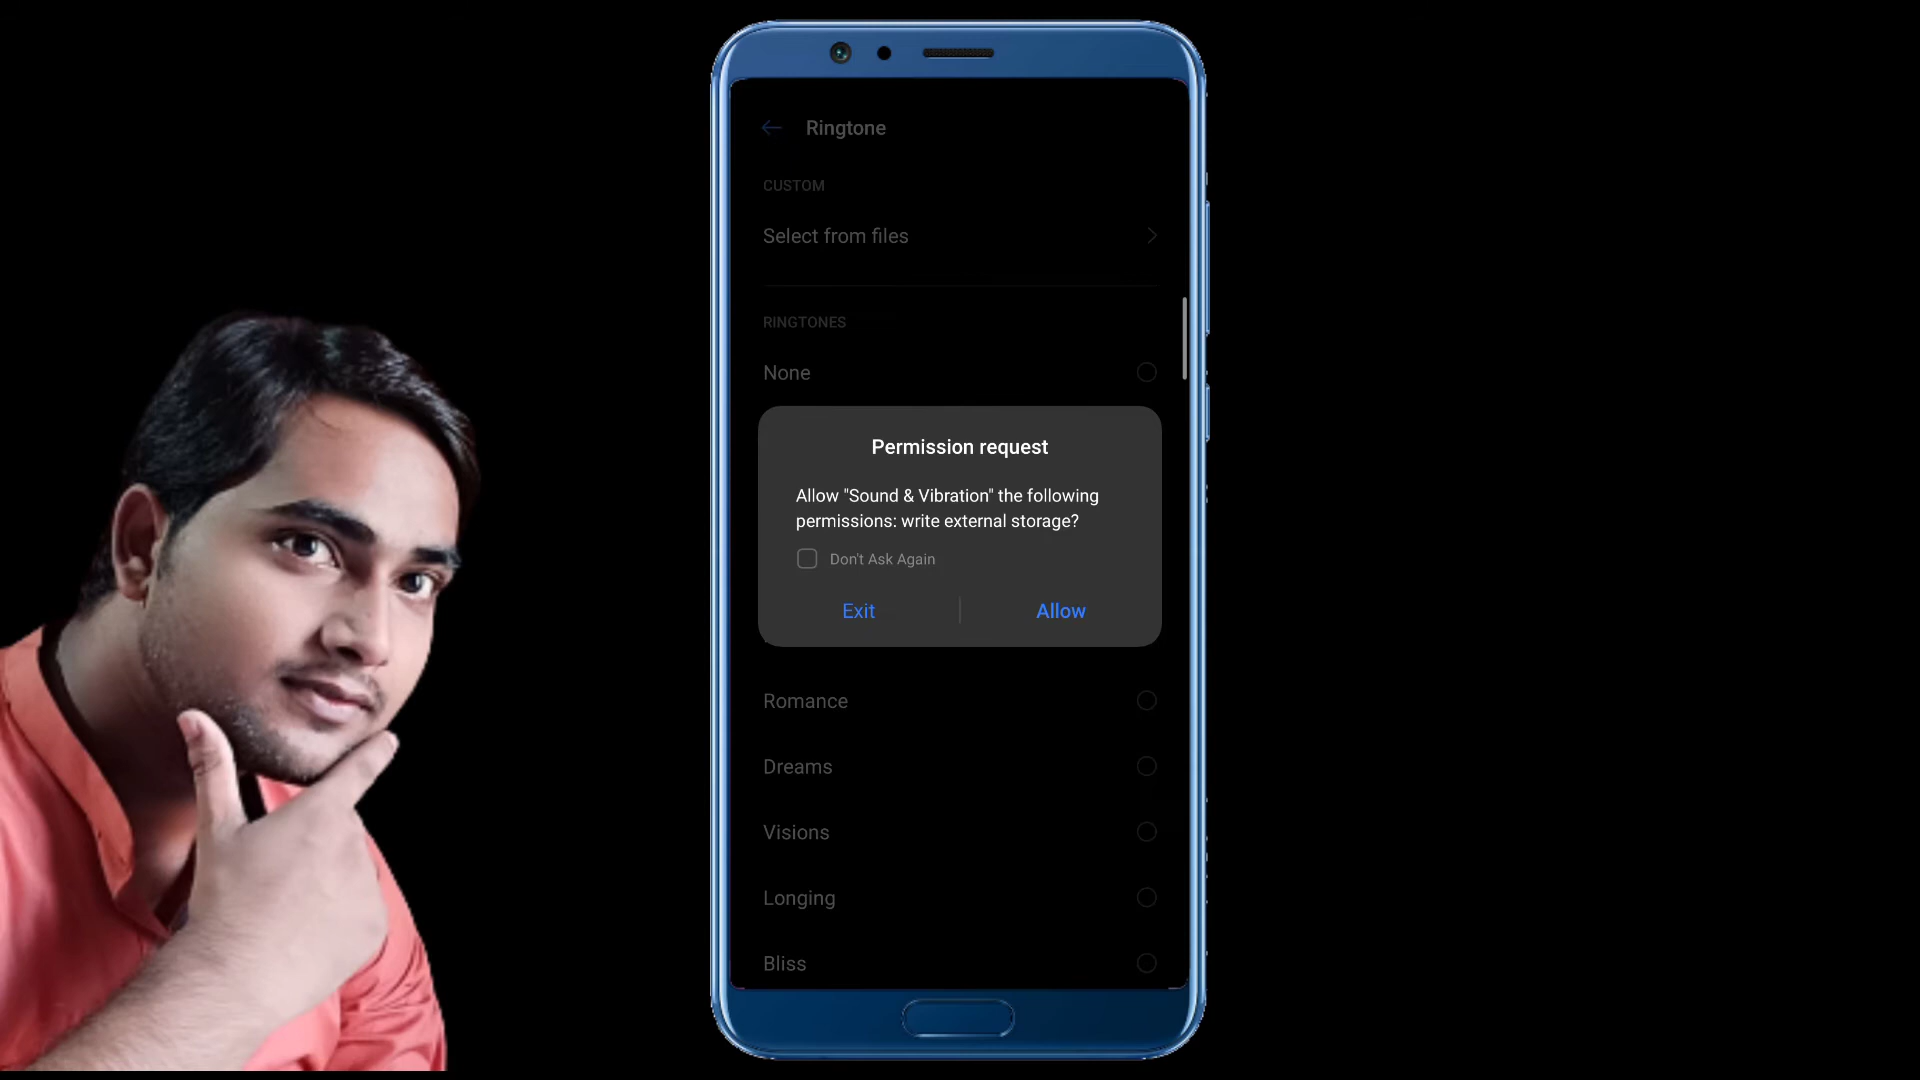 Ringtone
CUSTOM
Select from files
RINGTONES
None
Permission request
Allow "Sound & Vibration" the following
permissions: write external storage?
Don't Ask Again
Exit
Allow
Romance
Dreams
Visions
Longing
Bliss